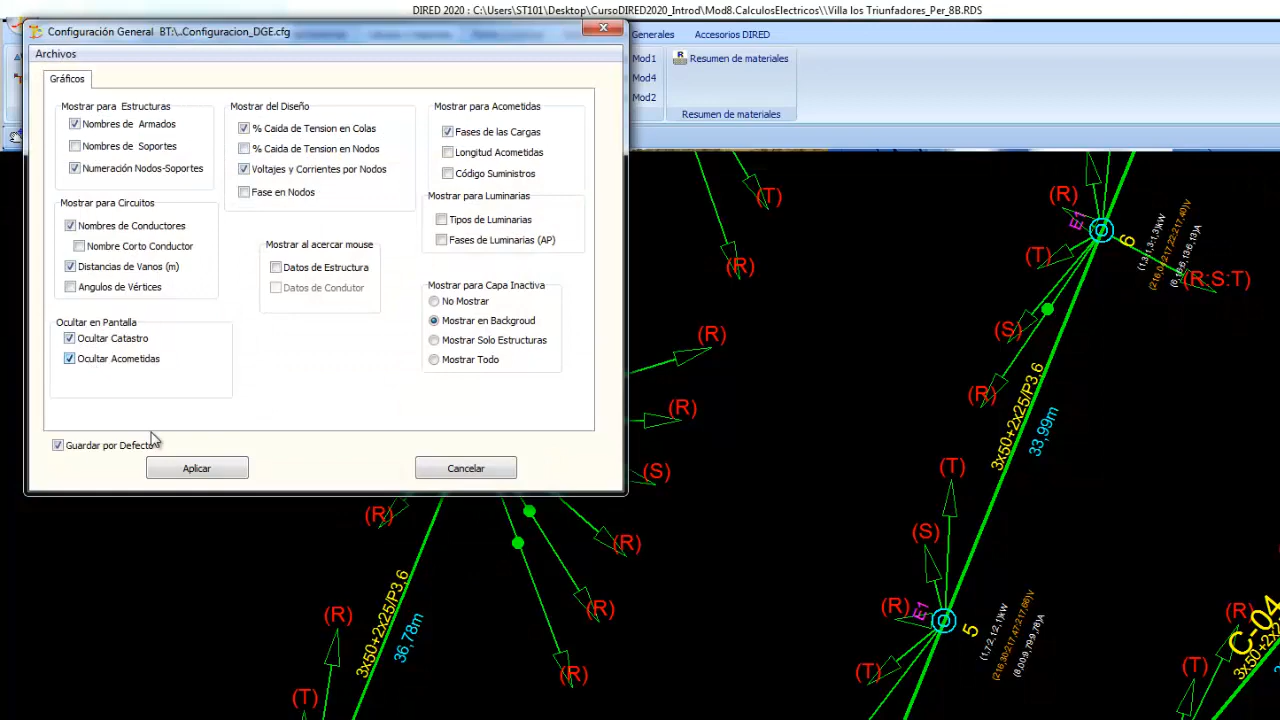 DIRED 2020 : C:\Users\ST101\Desktop\CursoDIRED2020_Introd\Mod8.CalculosElectricos\\Villa los Triunfadores_Per_8B.RDS
Configuración General BT:\..Configuracion_DGE.cfg
Archivos
Gráficos
Mostrar para Estructuras
Nombres de Armados
Nombres de Soportes
Numeración Nodos-Soportes
Mostrar para Circuitos
Nombres de Conductores
Nombre Corto Conductor
Distancias de Vanos (m)
Angulos de Vértices
Ocultar en Pantalla
Ocultar Catastro
Ocultar Acometidas
Mostrar del Diseño
% Caida de Tension en Colas
% Caida de Tension en Nodos
Voltajes y Corrientes por Nodos
Fase en Nodos
Mostrar al acercar mouse
Datos de Estructura
Datos de Condutor
Mostrar para Acometidas
Fases de las Cargas
Longitud Acometidas
Código Suministros
Mostrar para Luminarias
Tipos de Luminarias
Fases de Luminarias (AP)
Mostrar para Capa Inactiva
No Mostrar
Mostrar en Backgroud
Mostrar Solo Estructuras
Mostrar Todo
Guardar por Defecto
Aplicar
Cancelar
Generales
Accesorios DIRED
Mod1
Mod4
Mod2
Resumen de materiales
Resumen de materiales
(T)
(R)
(R)
(R)
(S)
(R)
(R)
(R)
(R)
(R)
(T)
3x50+2x25/P3,6
36,78m
(R)
E1
6
(T)
(R:S:T)
(S)
(R)
3x50+2x25/P3,6
33,99m
(T)
(S)
(R)
E1
5
(T)
(R)
C-04
(T)